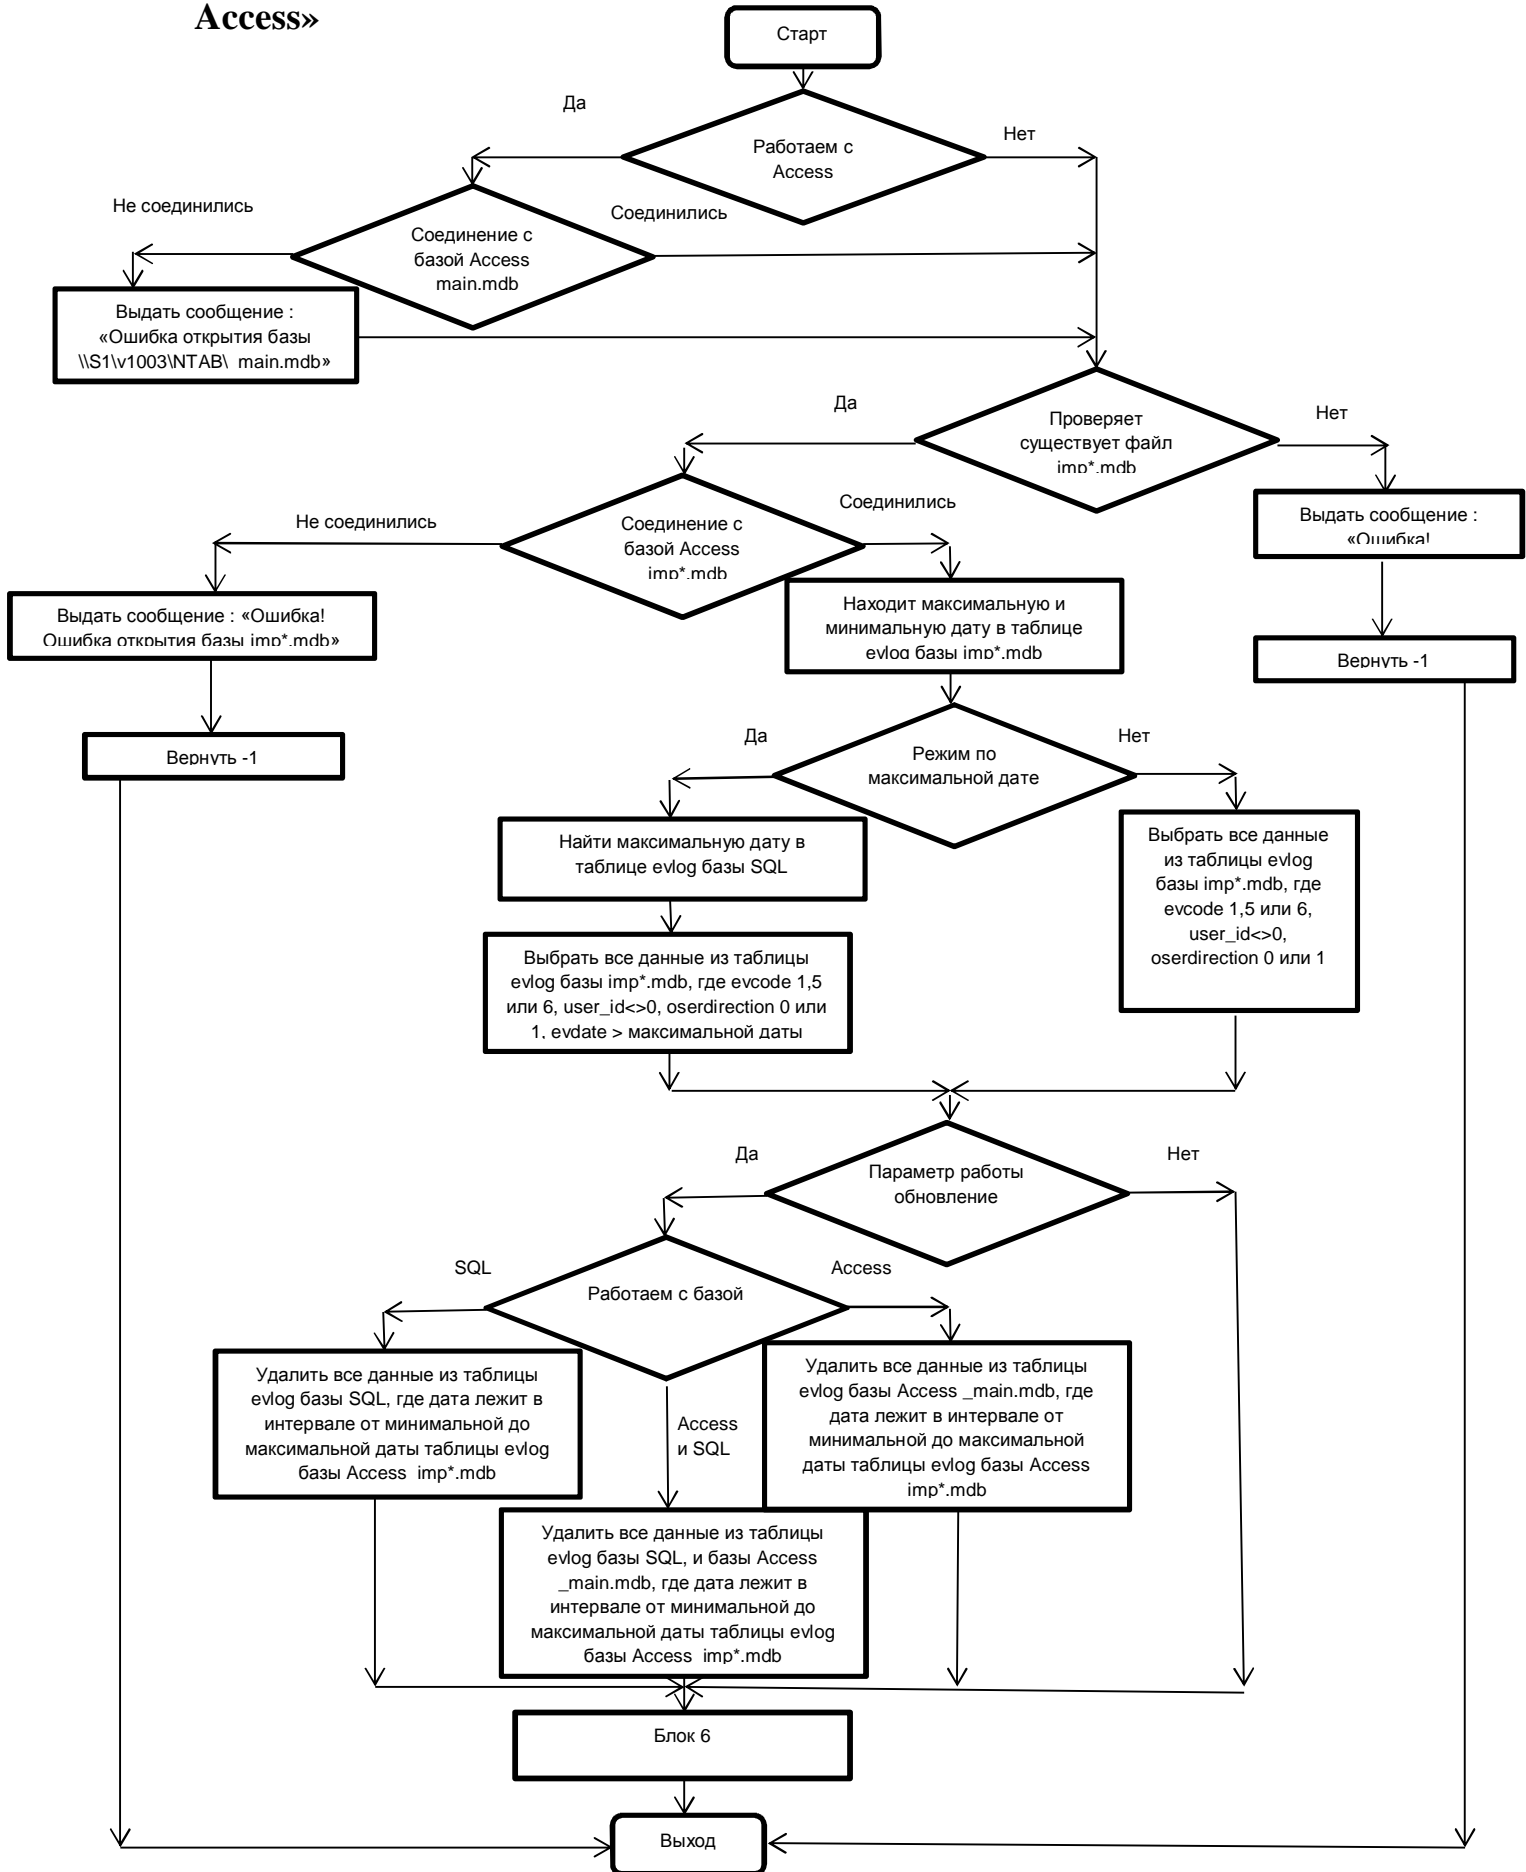 Access»
Старт
Да
Нет
Работаем с
Access
Не соединились
Соединились
Соединение с
базой Access
main.mdb
Выдать сообщение :
«Ошибка открытия базы
\\S1\v1003\NTAB\_main.mdb»
Да
Нет
Проверяет
существует файл
imp*.mdb
Не соединились
Соединились
Соединение с
базой Access
imp*.mdb
Выдать сообщение :
«Ошибка!
Выдать сообщение : «Ошибка!
Ошибка открытия базы imp*.mdb»
Находит максимальную и
минимальную дату в таблице
evlog базы imp*.mdb
Вернуть -1
Вернуть -1
Да
Нет
Режим по
максимальной дате
Найти максимальную дату в
таблице evlog базы SQL
Выбрать все данные
из таблицы evlog
базы imp*.mdb, где
evcode 1,5 или 6,
user_id<>0,
oserdirection 0 или 1
Выбрать все данные из таблицы
evlog базы imp*.mdb, где evcode 1,5
или 6, user_id<>0, oserdirection 0 или
1, evdate > максимальной даты
Да
Нет
Параметр работы
обновление
SQL
Access
Работаем с базой
Удалить все данные из таблицы
evlog базы SQL, где дата лежит в
интервале от минимальной до
максимальной даты таблицы evlog
базы Access imp*.mdb
Access
и SQL
Удалить все данные из таблицы
evlog базы Access _main.mdb, где
дата лежит в интервале от
минимальной до максимальной
даты таблицы evlog базы Access
imp*.mdb
Удалить все данные из таблицы
evlog базы SQL, и базы Access
_main.mdb, где дата лежит в
интервале от минимальной до
максимальной даты таблицы evlog
базы Access imp*.mdb
Блок 6
Выход